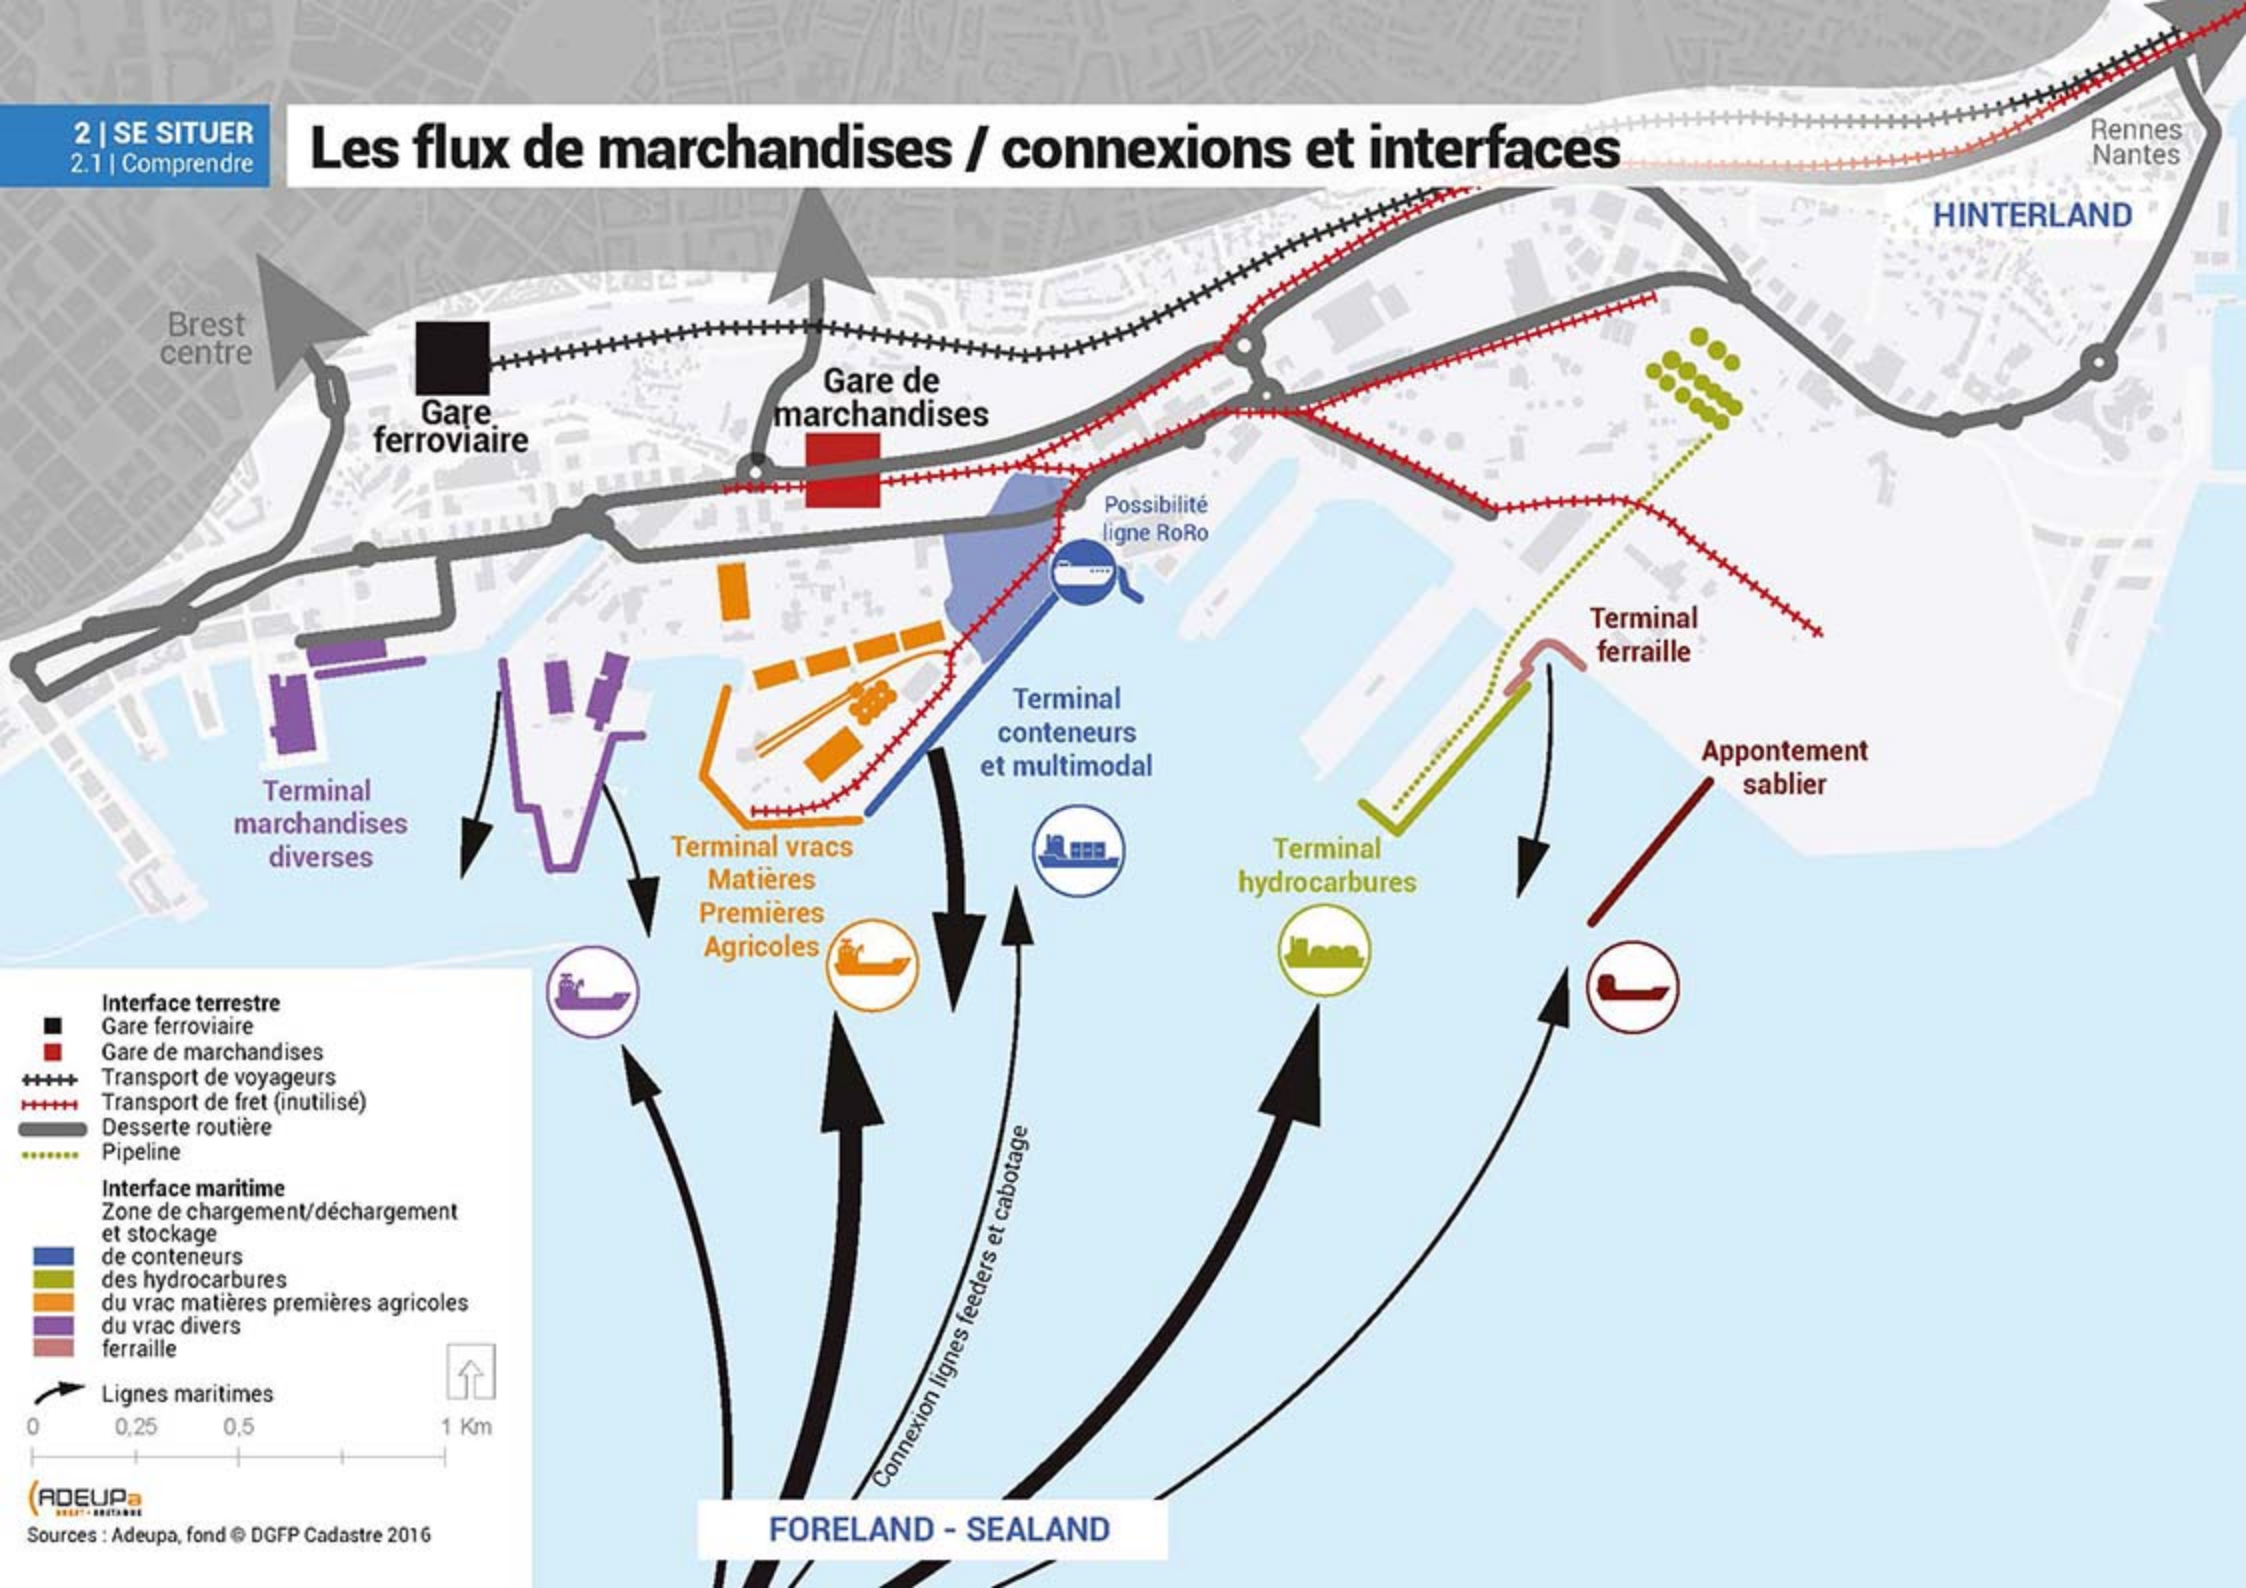 2 | SE SITUER
2.1 | Comprendre
Les flux de marchandises / connexions et interfaces
Rennes
Nantes
HINTERLAND
Brest
centre
Gare
ferroviaire
Gare de
marchandises
Possibilité
ligne RoRo
Terminal
ferraille
Terminal
conteneurs
et multimodal
Appontement
sablier
Terminal
marchandises
diverses
Terminal vracs
Matières
Premières
Agricoles
Terminal
hydrocarbures
Connexion lignes feeders et cabotage
FORELAND - SEALAND
Interface terrestre
Gare ferroviaire
Gare de marchandises
Transport de voyageurs
Transport de fret (inutilisé)
Desserte routière
Pipeline
Interface maritime
Zone de chargement/déchargement
et stockage
de conteneurs
des hydrocarbures
du vrac matières premières agricoles
du vrac divers
ferraille
Lignes maritimes
0 0,25 0,5 1 Km
ADEUPa
BREST • BRETAGNE
Sources : Adeupa, fond © DGFP Cadastre 2016